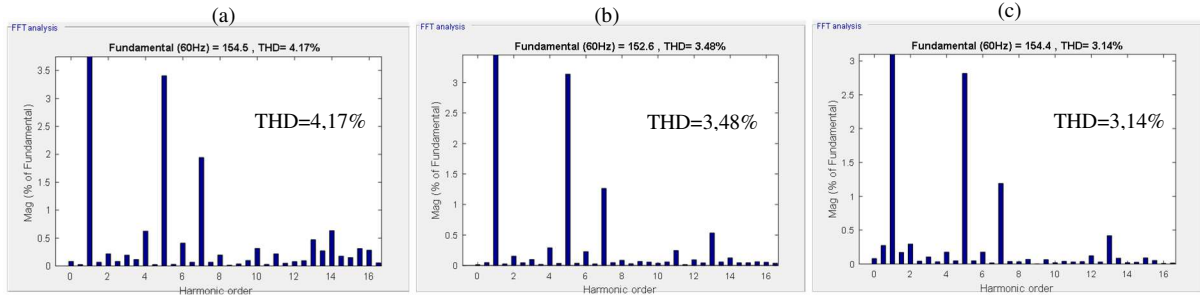 (a)
FFT analysis
Fundamental (60Hz) = 154.5 , THD= 4.17%
3.5
3
2.5
2
1.5
1
0.5
0
Mag (% of Fundamental)
THD=4,17%
0 2 4 6 8 10 12 14 16
Harmonic order
(b)
FFT analysis
Fundamental (60Hz) = 152.6 , THD= 3.48%
3
2.5
2
1.5
1
0.5
0
Mag (% of Fundamental)
THD=3,48%
0 2 4 6 8 10 12 14 16
Harmonic order
(c)
FFT analysis
Fundamental (60Hz) = 154.4 , THD= 3.14%
3
2.5
2
1.5
1
0.5
0
Mag (% of Fundamental)
THD=3,14%
0 2 4 6 8 10 12 14 16
Harmonic order